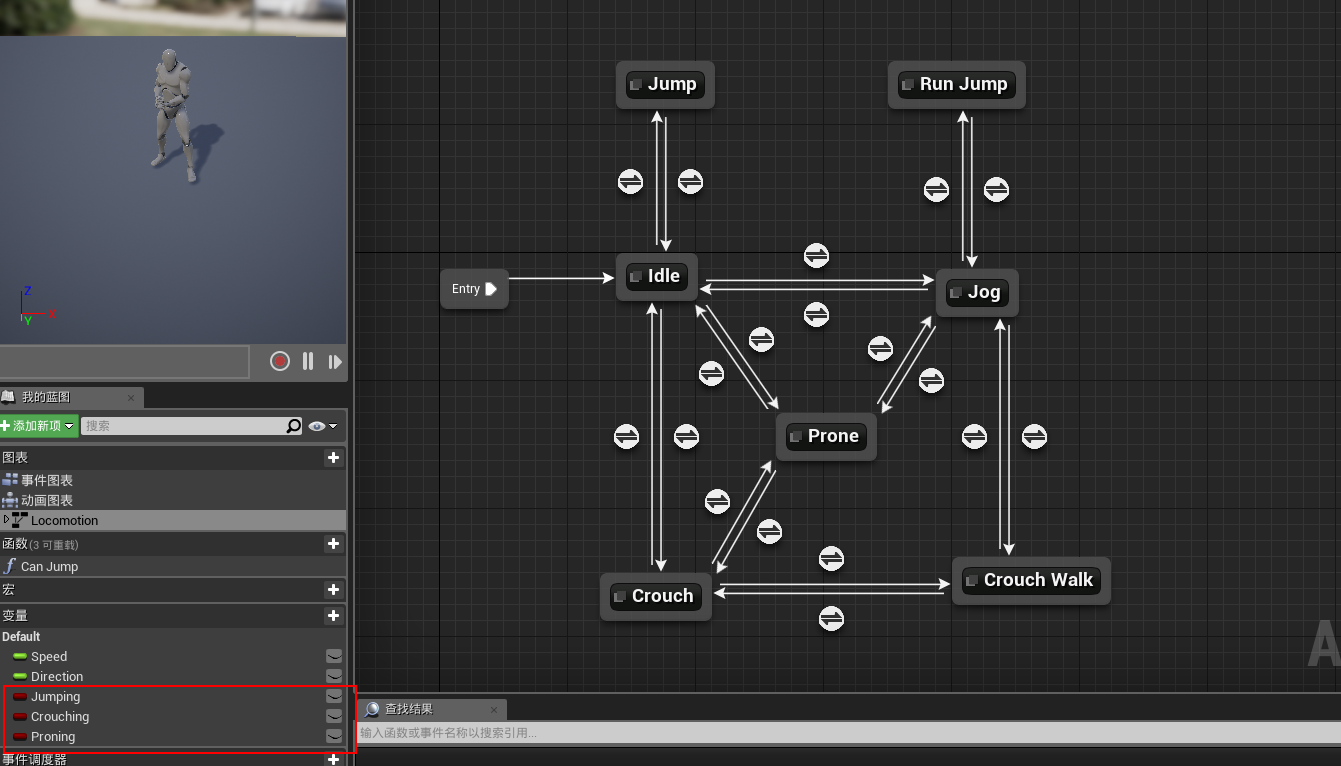 Jump
Run Jump
Entry
Idle
Jog
Prone
Crouch
Crouch Walk
Z
X
Y
我的蓝图
添加新项
搜索
图表
事件图表
动画图表
Locomotion
函数 (3 可重载)
Can Jump
宏
变量
Default
Speed
Direction
Jumping
Crouching
Proning
事件调度器
查找结果
输入函数或事件名称以搜索引用...
A